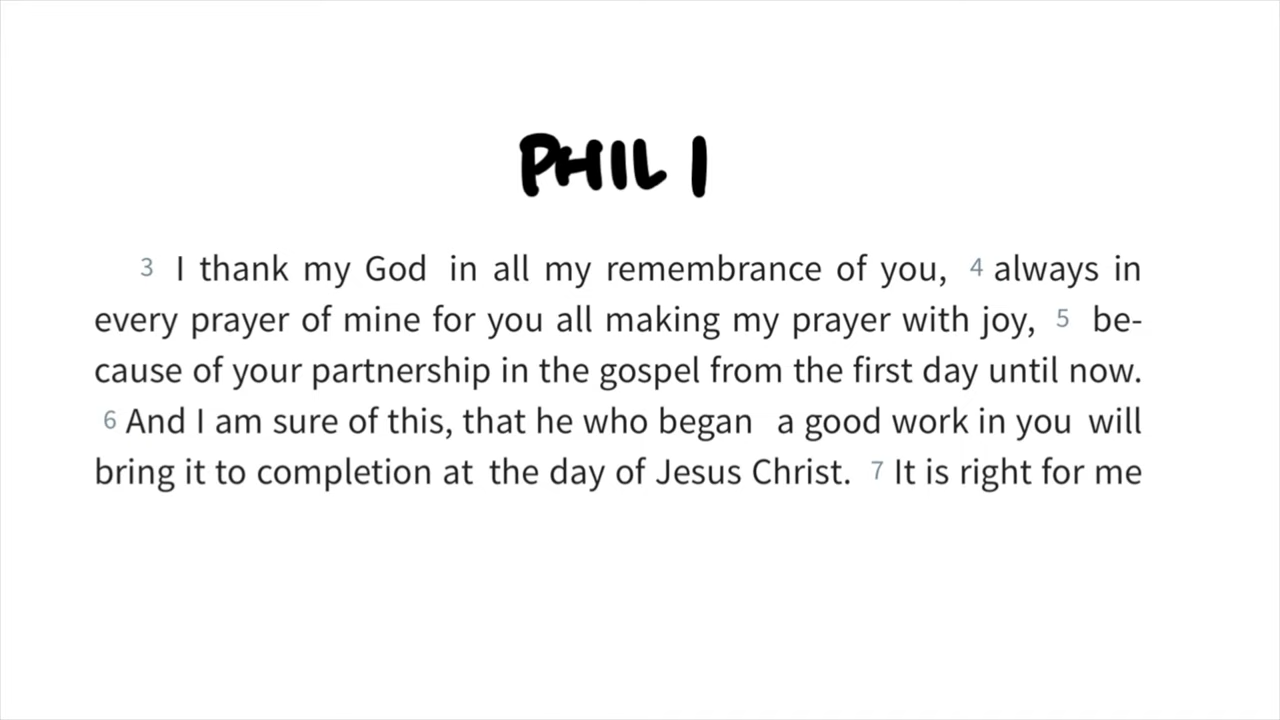 PHIL 1
3 I thank my God in all my remembrance of you, 4 always in
every prayer of mine for you all making my prayer with joy, 5 be-
cause of your partnership in the gospel from the first day until now.
6 And I am sure of this, that he who began a good work in you will
bring it to completion at the day of Jesus Christ. 7 It is right for me